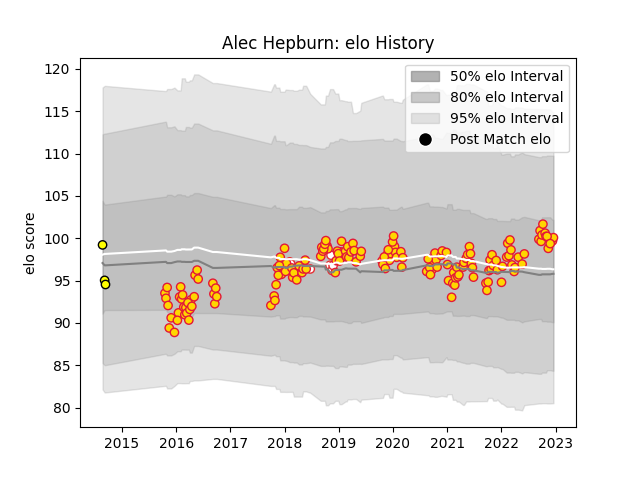 Alec Hepburn: elo History
120
115
110
105
100
95
90
85
80
elo score
50% elo Interval
80% elo Interval
95% elo Interval
Post Match elo
2015 2016 2017 2018 2019 2020 2021 2022 2023